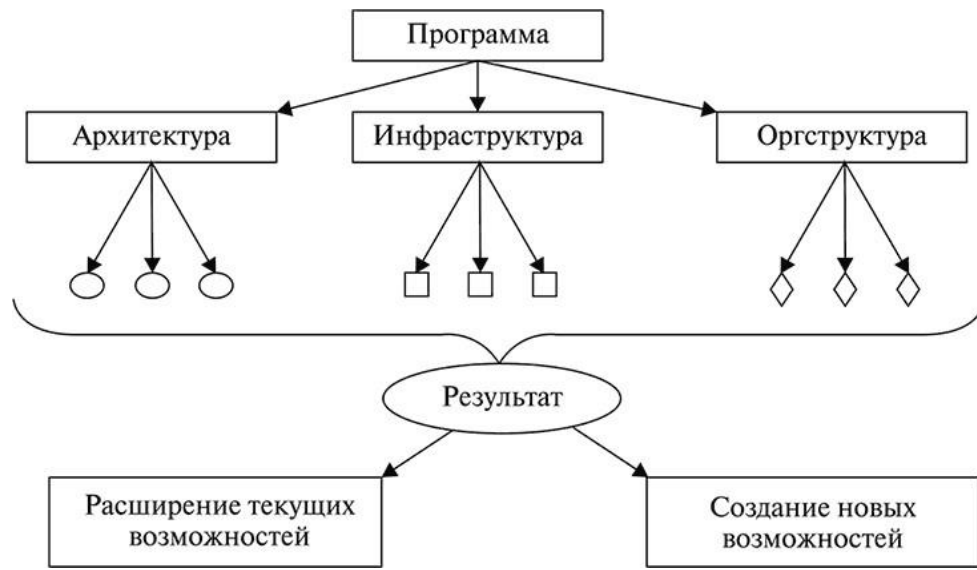 Программа
Архитектура
Инфраструктура
Оргструктура
Результат
Расширение текущих
возможностей
Создание новых
возможностей